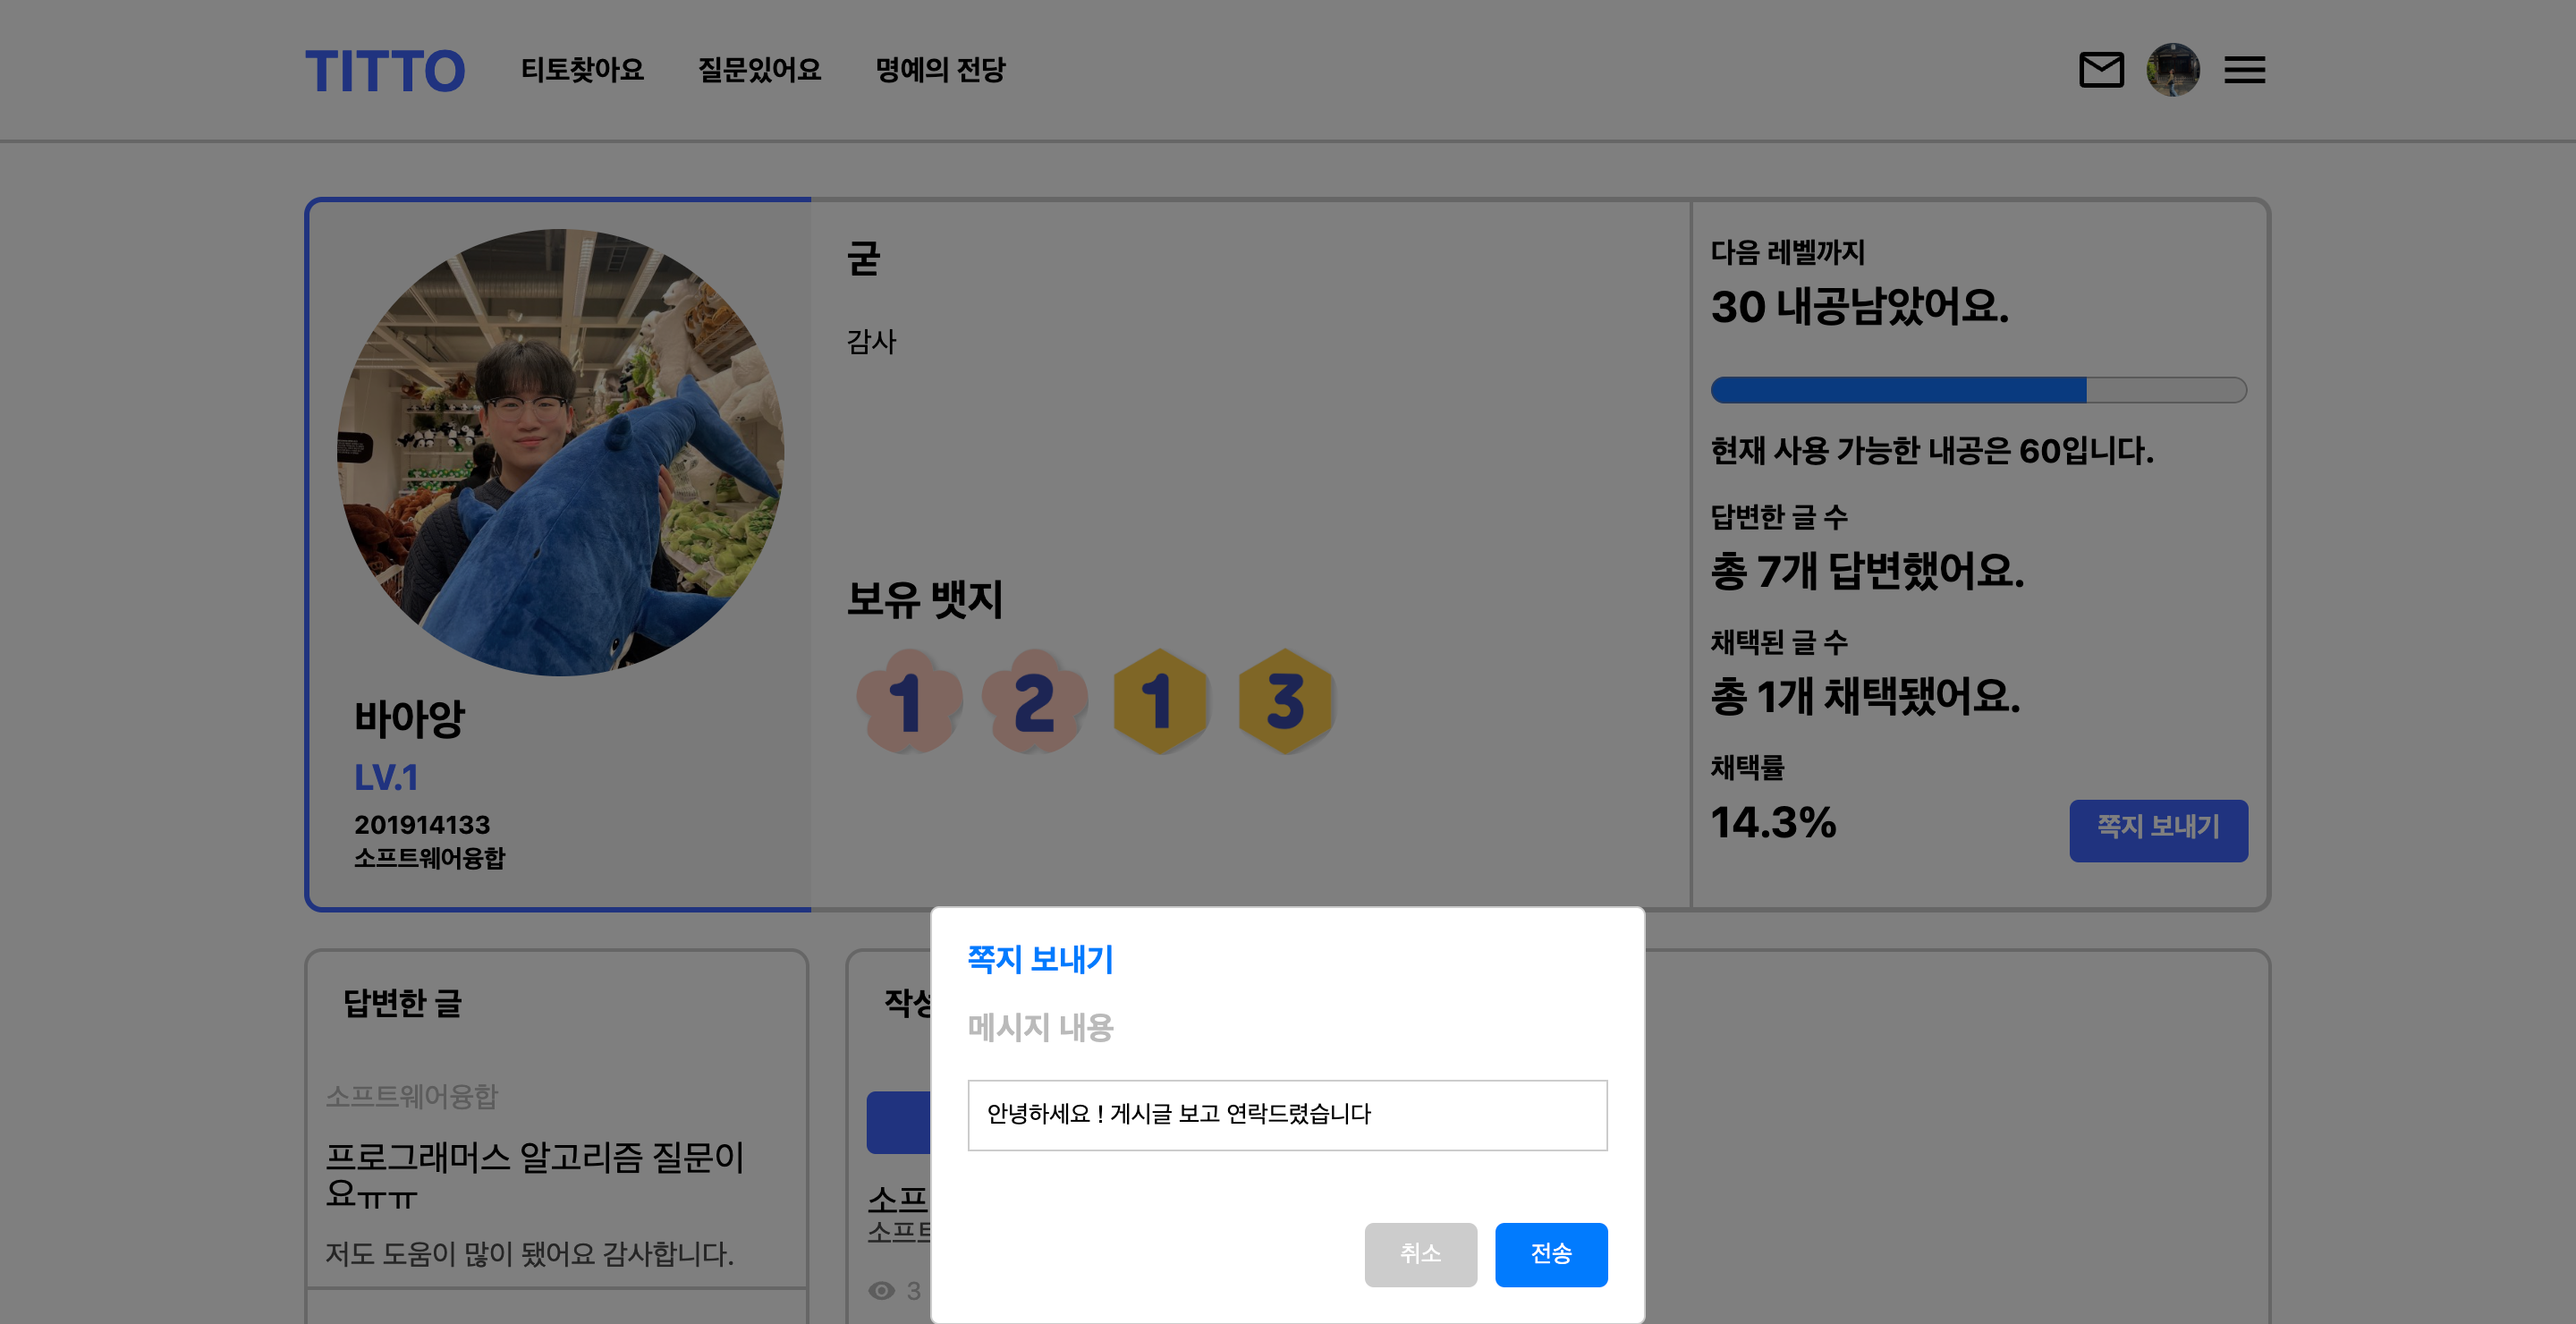 TITTO 티토찾아요 질문있어요 명예의 전당
굳
감사
보유 뱃지
1 2 1 3
바아앙
LV.1
201914133
소프트웨어융합
다음 레벨까지
30 내공남았어요.
현재 사용 가능한 내공은 60입니다.
답변한 글 수
총 7개 답변했어요.
채택된 글 수
총 1개 채택됐어요.
채택률
14.3%
쪽지 보내기
답변한 글
소프트웨어융합
프로그래머스 알고리즘 질문이
요ㅠㅠ
저도 도움이 많이 됐어요 감사합니다.
작성
소프
소프트
3
쪽지 보내기
메시지 내용
안녕하세요 ! 게시글 보고 연락드렸습니다
취소 전송